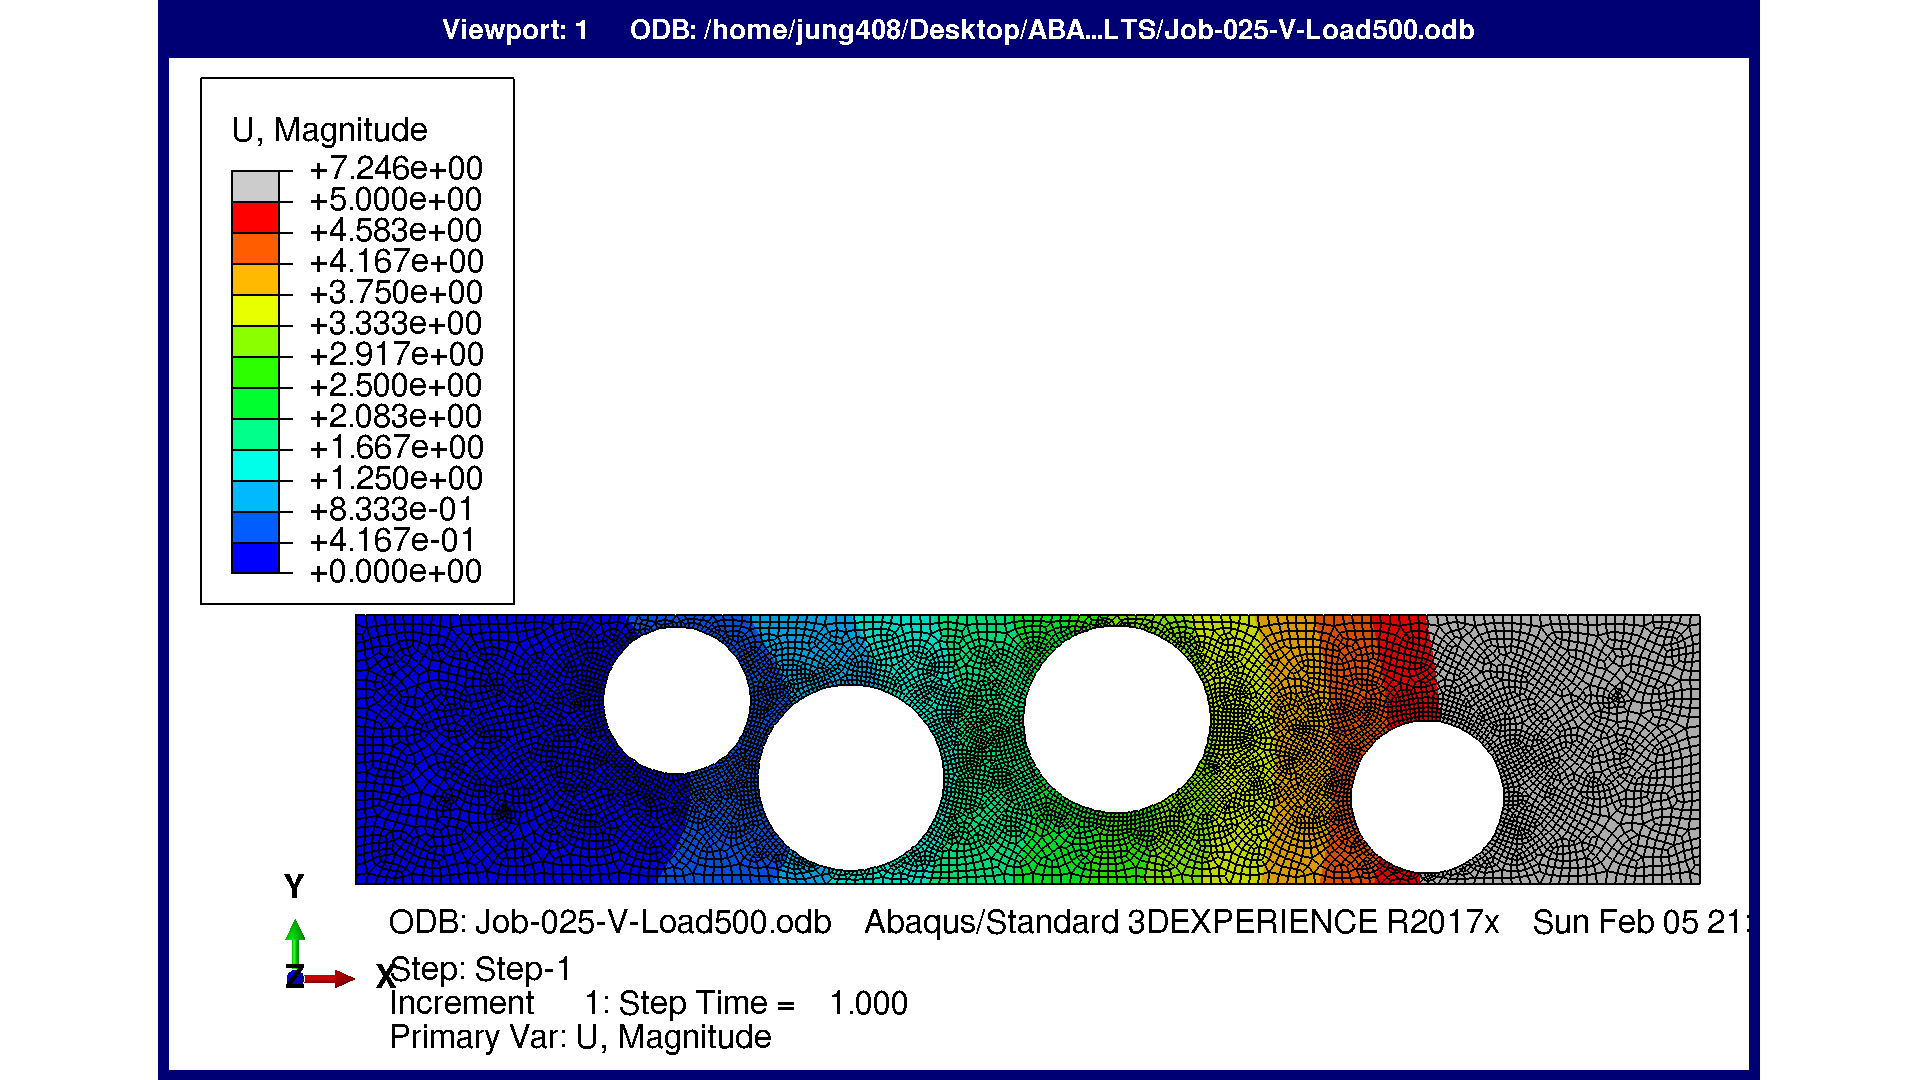 Viewport: 1 ODB: /home/jung408/Desktop/ABA...LTS/Job-025-V-Load500.odb
U, Magnitude
+7.246e+00
+5.000e+00
+4.583e+00
+4.167e+00
+3.750e+00
+3.333e+00
+2.917e+00
+2.500e+00
+2.083e+00
+1.667e+00
+1.250e+00
+8.333e-01
+4.167e-01
+0.000e+00
Y
Z
X
ODB: Job-025-V-Load500.odb Abaqus/Standard 3DEXPERIENCE R2017x Sun Feb 05 21:
Step: Step-1
Increment 1: Step Time = 1.000
Primary Var: U, Magnitude